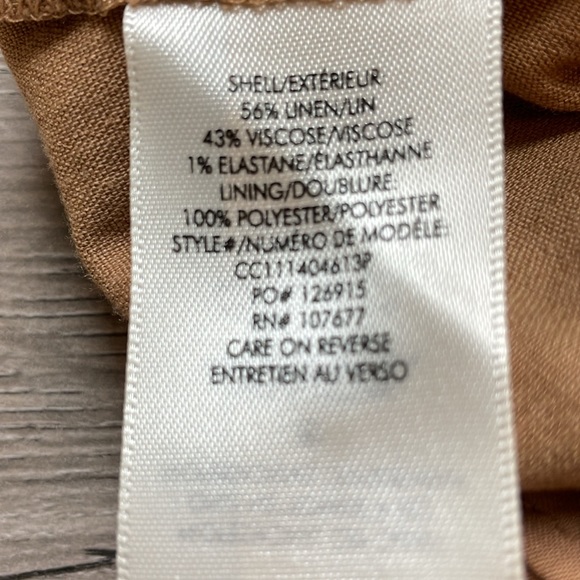 SHELL/EXTÉRIEUR
56% LINEN/LIN
43% VISCOSE/VISCOSE
1% ELASTANE/ÉLASTHANNE
LINING/DOUBLURE
100% POLYESTER/POLYESTER
STYLE#/NUMÉRO DE MODÈLE:
CC111404613P
PO# 126915
RN# 107677
CARE ON REVERSE
ENTRETIEN AU VERSO